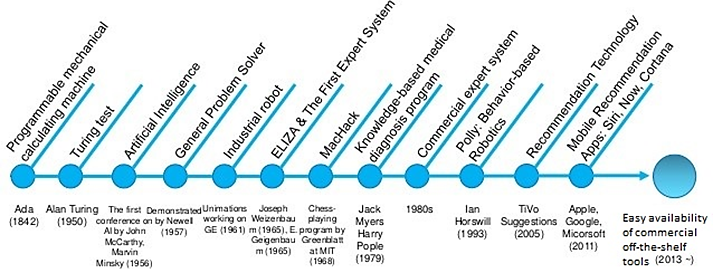 Programmable mechanical
calculating machine
Turing test
Artificial Intelligence
General Problem Solver
Industrial robot
ELIZA & The First Expert System
MacHack
Knowledge-based medical
diagnosis program
Commercial expert system
Polly: Behavior-based
Robotics
Recommendation Technology
Mobile Recommendation
Apps: Siri, Now, Cortana
Ada
(1842)
Alan Turing
(1950)
The first
conference on
AI by John
McCarthy,
Marvin
Minsky (1956)
Demonstrated
by Newell
(1957)
Unimations
working on
GE (1961)
Joseph
Weizenbau
m (1965), E.
Geigenbau
m (1965)
Chess-
playing
program by
Greenblatt
at MIT
(1968)
Jack
Myers
Harry
Pople
(1979)
1980s
Ian
Horswill
(1993)
TiVo
Suggestions
(2005)
Apple,
Google,
Micorsoft
(2011)
Easy availability
of commercial
off-the-shelf
tools (2013 ~)